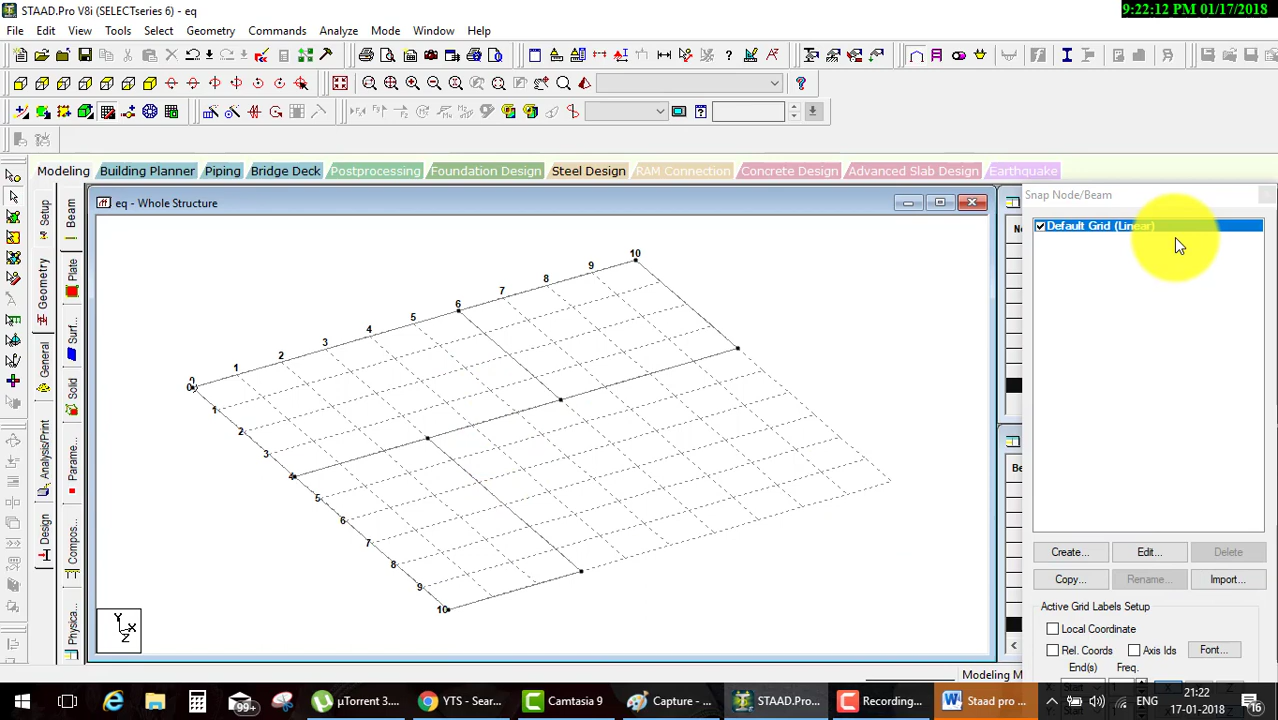 STAAD.Pro V8i (SELECTseries 6) - eq
9:22:12 PM 01/17/2018
File Edit View Tools Select Geometry Commands Analyze Mode Window Help
Modeling Building Planner Piping Bridge Deck Postprocessing Foundation Design Steel Design RAM Connection Concrete Design Advanced Slab Design Earthquake
eq - Whole Structure
Snap Node/Beam
Default Grid (Linear)
Setup
Geometry
General
Analysis/Print
Design
Beam
Plate
Surf...
Solid
Parame...
Compos...
Physica...
10
9
8
7
6
5
4
3
2
1
0
1
2
3
4
5
6
7
8
9
10
Y
X
Z
Be
Create... Edit... Delete
Copy... Rename... Import...
Active Grid Labels Setup
Local Coordinate
Rel. Coords Axis Ids Font...
End(s) Freq.
X: Start 1
Modeling M
99+
µTorrent 3....
YTS - Sear...
Camtasia 9
Capture - ...
STAAD.Pro...
Recording...
Staad pro ...
ENG
21:22
17-01-2018
16